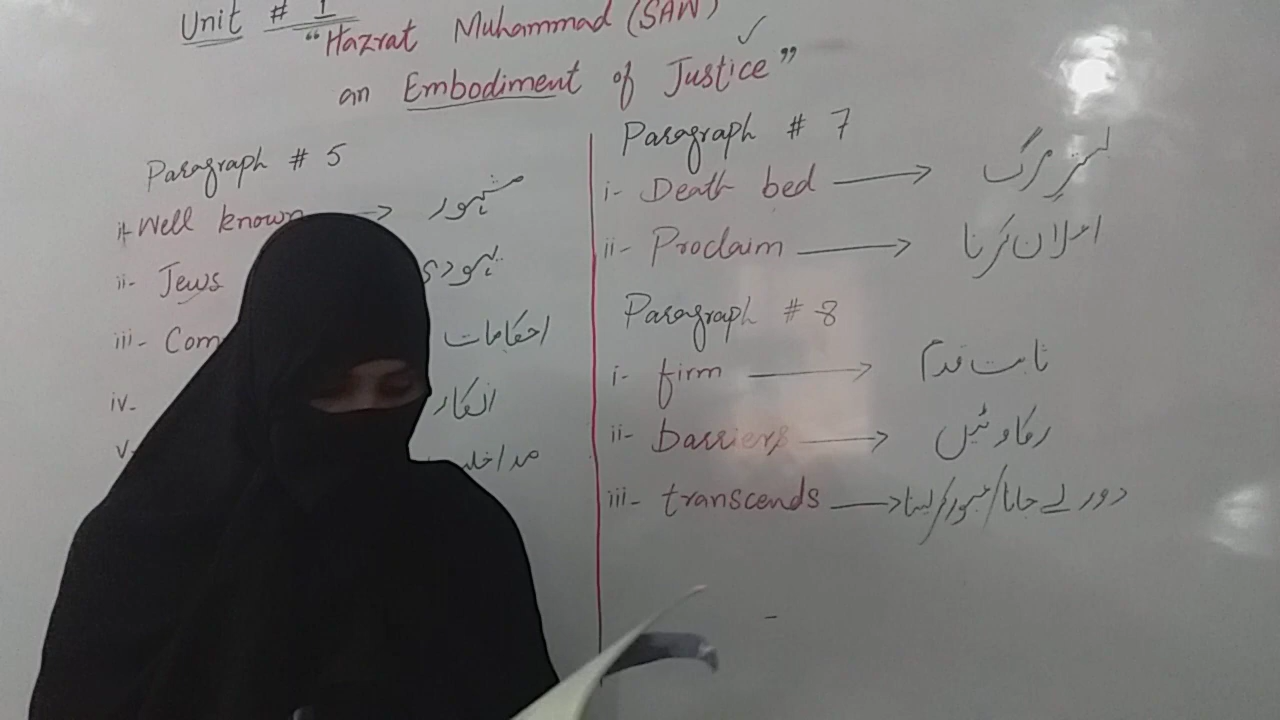 Unit # 1
"Hazrat Muhammad (SAW)
an Embodiment of Justice"
Paragraph # 5
i- Well known → مشہور
ii- Jews یہودی
iii- Com احکامات
iv- انکار
v-
Paragraph # 7
i- Death bed → بسترِ مرگ
ii- Proclaim → اعلان کرنا
Paragraph # 8
i- firm → ثابت قدم
ii- barriers → رکاوٹیں
iii- transcends → دور لے جانا/عبور کر لینا